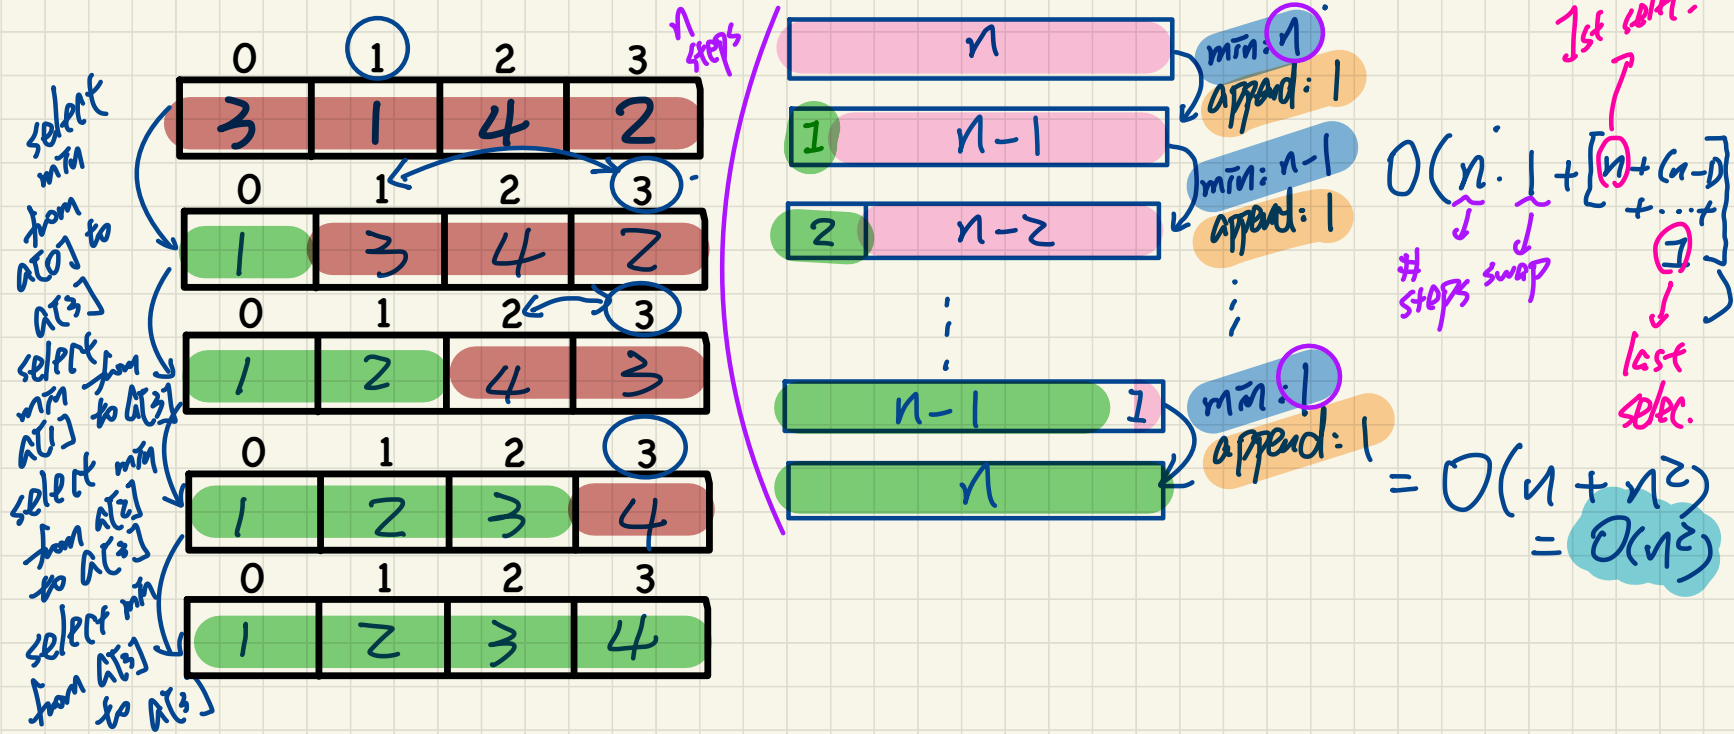 0 1 2 3
3 1 4 2
select
min
from
a[0] to
a[3]
0 1 2 3
1 3 4 2
select
min from
a[1] to a[3]
0 1 2 3
1 2 4 3
select min
from a[2]
to a[3]
0 1 2 3
1 2 3 4
select min
from a[3]
to a[3]
0 1 2 3
1 2 3 4
n
steps
n
min: n
append: 1
1 n-1
min: n-1
append: 1
2 n-2
n-1 1
min: 1
append: 1
n
1st selec.
O(n · 1 + [n + (n-1)
+ ... +
1])
#
steps
swap
last
selec.
= O(n + n²)
= O(n²)